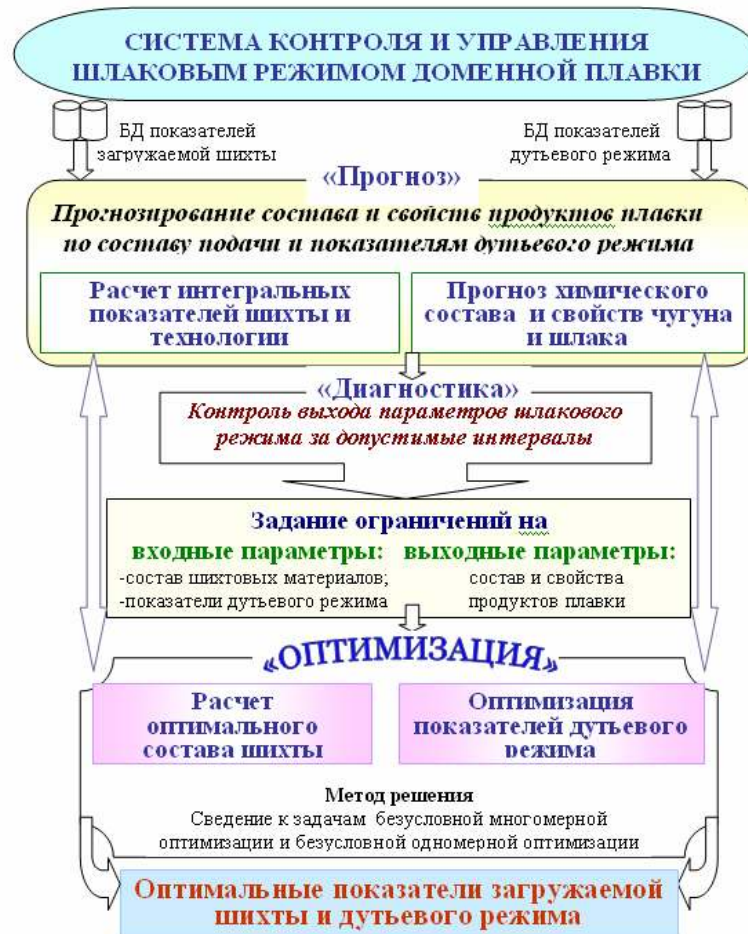 СИСТЕМА КОНТРОЛЯ И УПРАВЛЕНИЯ
ШЛАКОВЫМ РЕЖИМОМ ДОМЕННОЙ ПЛАВКИ
БД показателей
загружаемой шихты
БД показателей
дутьевого режима
«Прогноз»
Прогнозирование состава и свойств продуктов плавки
по составу подачи и показателям дутьевого режима
Расчет интегральных
показателей шихты и
технологии
Прогноз химического
состава и свойств чугуна
и шлака
«Диагностика»
Контроль выхода параметров шлакового
режима за допустимые интервалы
Задание ограничений на
входные параметры:
-состав шихтовых материалов;
-показатели дутьевого режима
выходные параметры:
состав и свойства
продуктов плавки
«ОПТИМИЗАЦИЯ»
Расчет
оптимального
состава шихты
Оптимизация
показателей дутьевого
режима
Метод решения
Сведение к задачам безусловной многомерной
оптимизации и безусловной одномерной оптимизации
Оптимальные показатели загружаемой
шихты и дутьевого режима